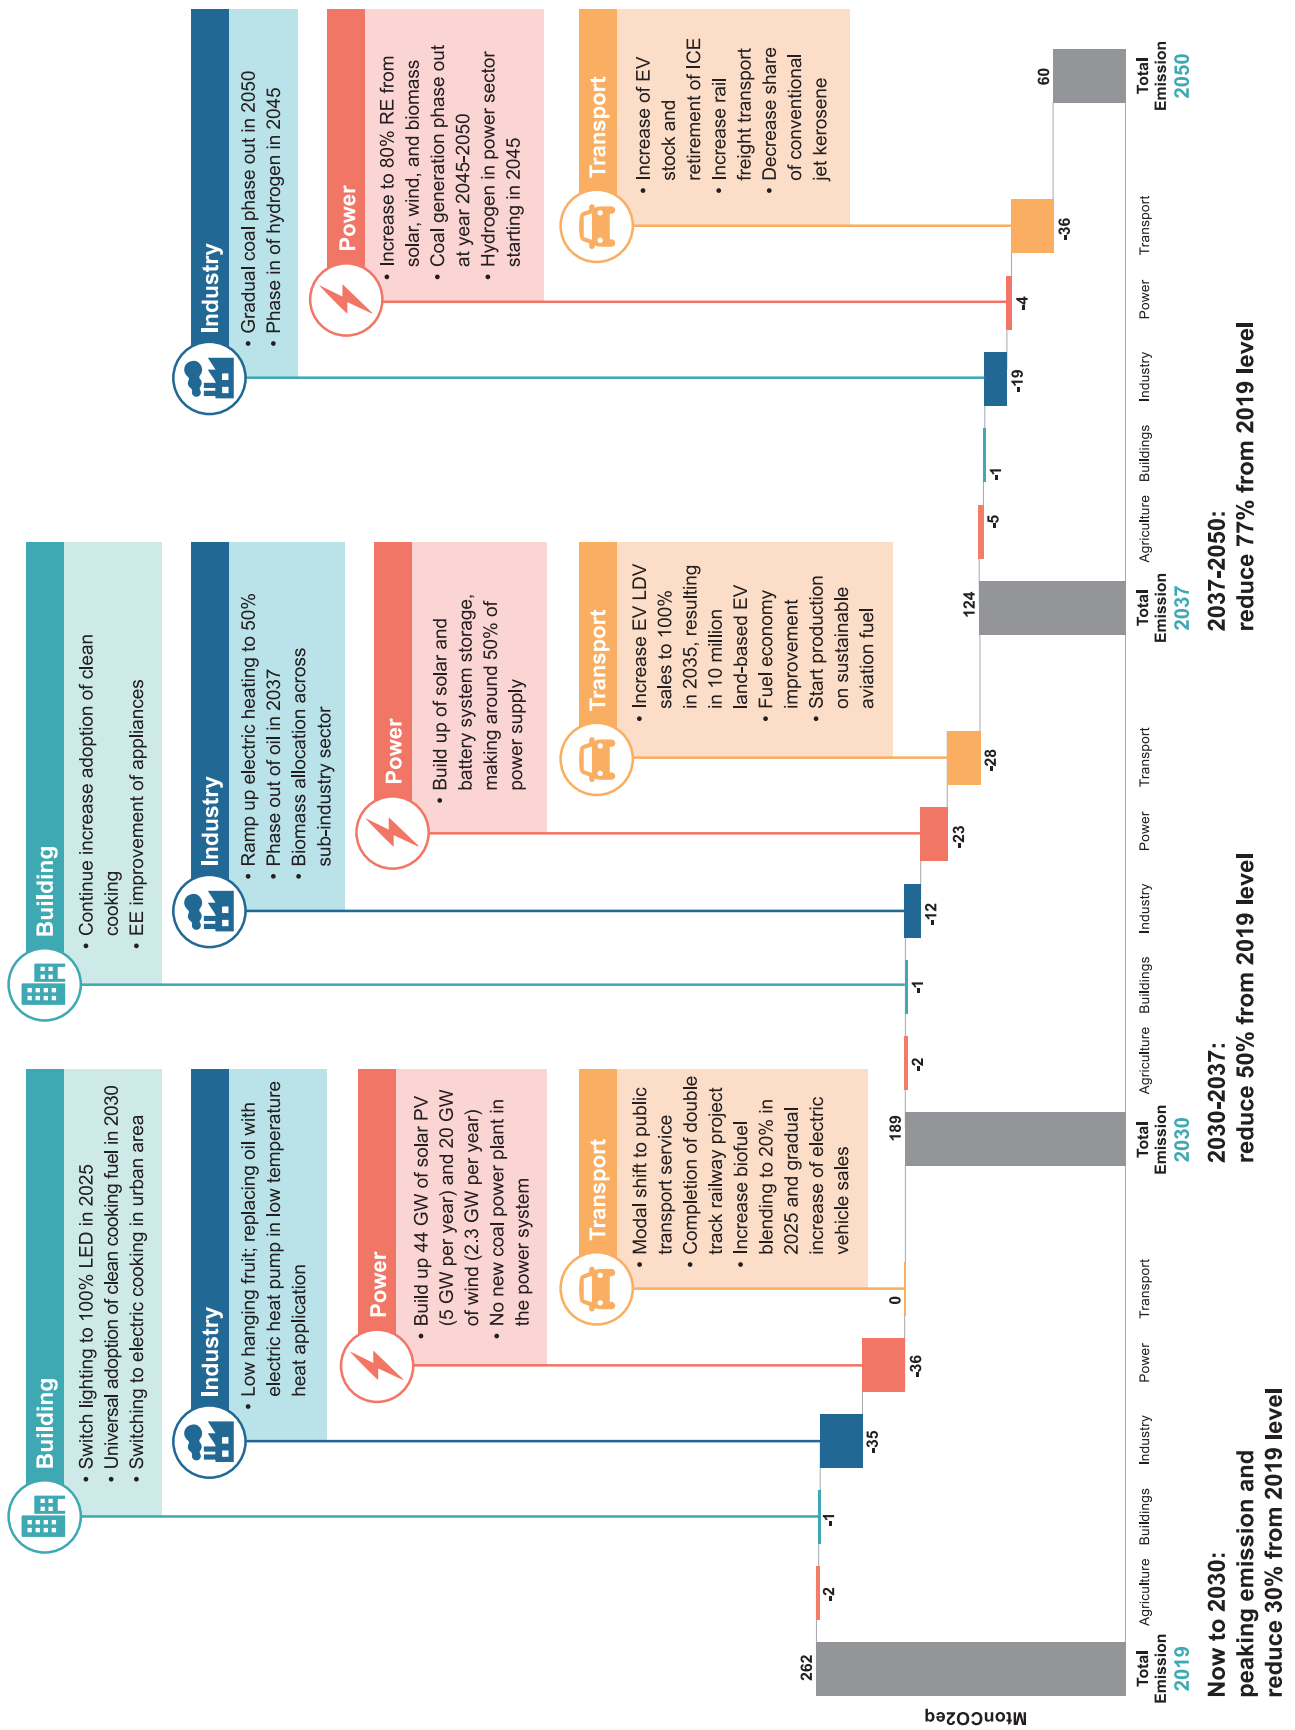 Building
• Switch lighting to 100% LED in 2025
• Universal adoption of clean cooking fuel in 2030
• Switching to electric cooking in urban area
Industry
• Low hanging fruit; replacing oil with
electric heat pump in low temperature
heat application
Power
• Build up 44 GW of solar PV
(5 GW per year) and 20 GW
of wind (2.3 GW per year)
• No new coal power plant in
the power system
Transport
• Modal shift to public
transport service
• Completion of double
track railway project
• Increase biofuel
blending to 20% in
2025 and gradual
increase of electric
vehicle sales
Building
• Continue increase adoption of clean
cooking
• EE improvement of appliances
Industry
• Ramp up electric heating to 50%
• Phase out of oil in 2037
• Biomass allocation across
sub-industry sector
Power
• Build up of solar and
battery system storage,
making around 50% of
power supply
Transport
• Increase EV LDV
sales to 100%
in 2035, resulting
in 10 million
land-based EV
• Fuel economy
improvement
• Start production
on sustainable
aviation fuel
Industry
• Gradual coal phase out in 2050
• Phase in of hydrogen in 2045
Power
• Increase to 80% RE from
solar, wind, and biomass
• Coal generation phase out
at year 2045-2050
• Hydrogen in power sector
starting in 2045
Transport
• Increase of EV
stock and
retirement of ICE
• Increase rail
freight transport
• Decrease share
of conventional
jet kerosene
MtonCO2eq
262
-2
-1
-35
-36
0
189
-2
-1
-12
-23
-28
124
-5
-1
-19
-4
-36
60
Total
Emission
2019
Agriculture
Buildings
Industry
Power
Transport
Total
Emission
2030
Agriculture
Buildings
Industry
Power
Transport
Total
Emission
2037
Agriculture
Buildings
Industry
Power
Transport
Total
Emission
2050
Now to 2030:
peaking emission and
reduce 30% from 2019 level
2030-2037:
reduce 50% from 2019 level
2037-2050:
reduce 77% from 2019 level